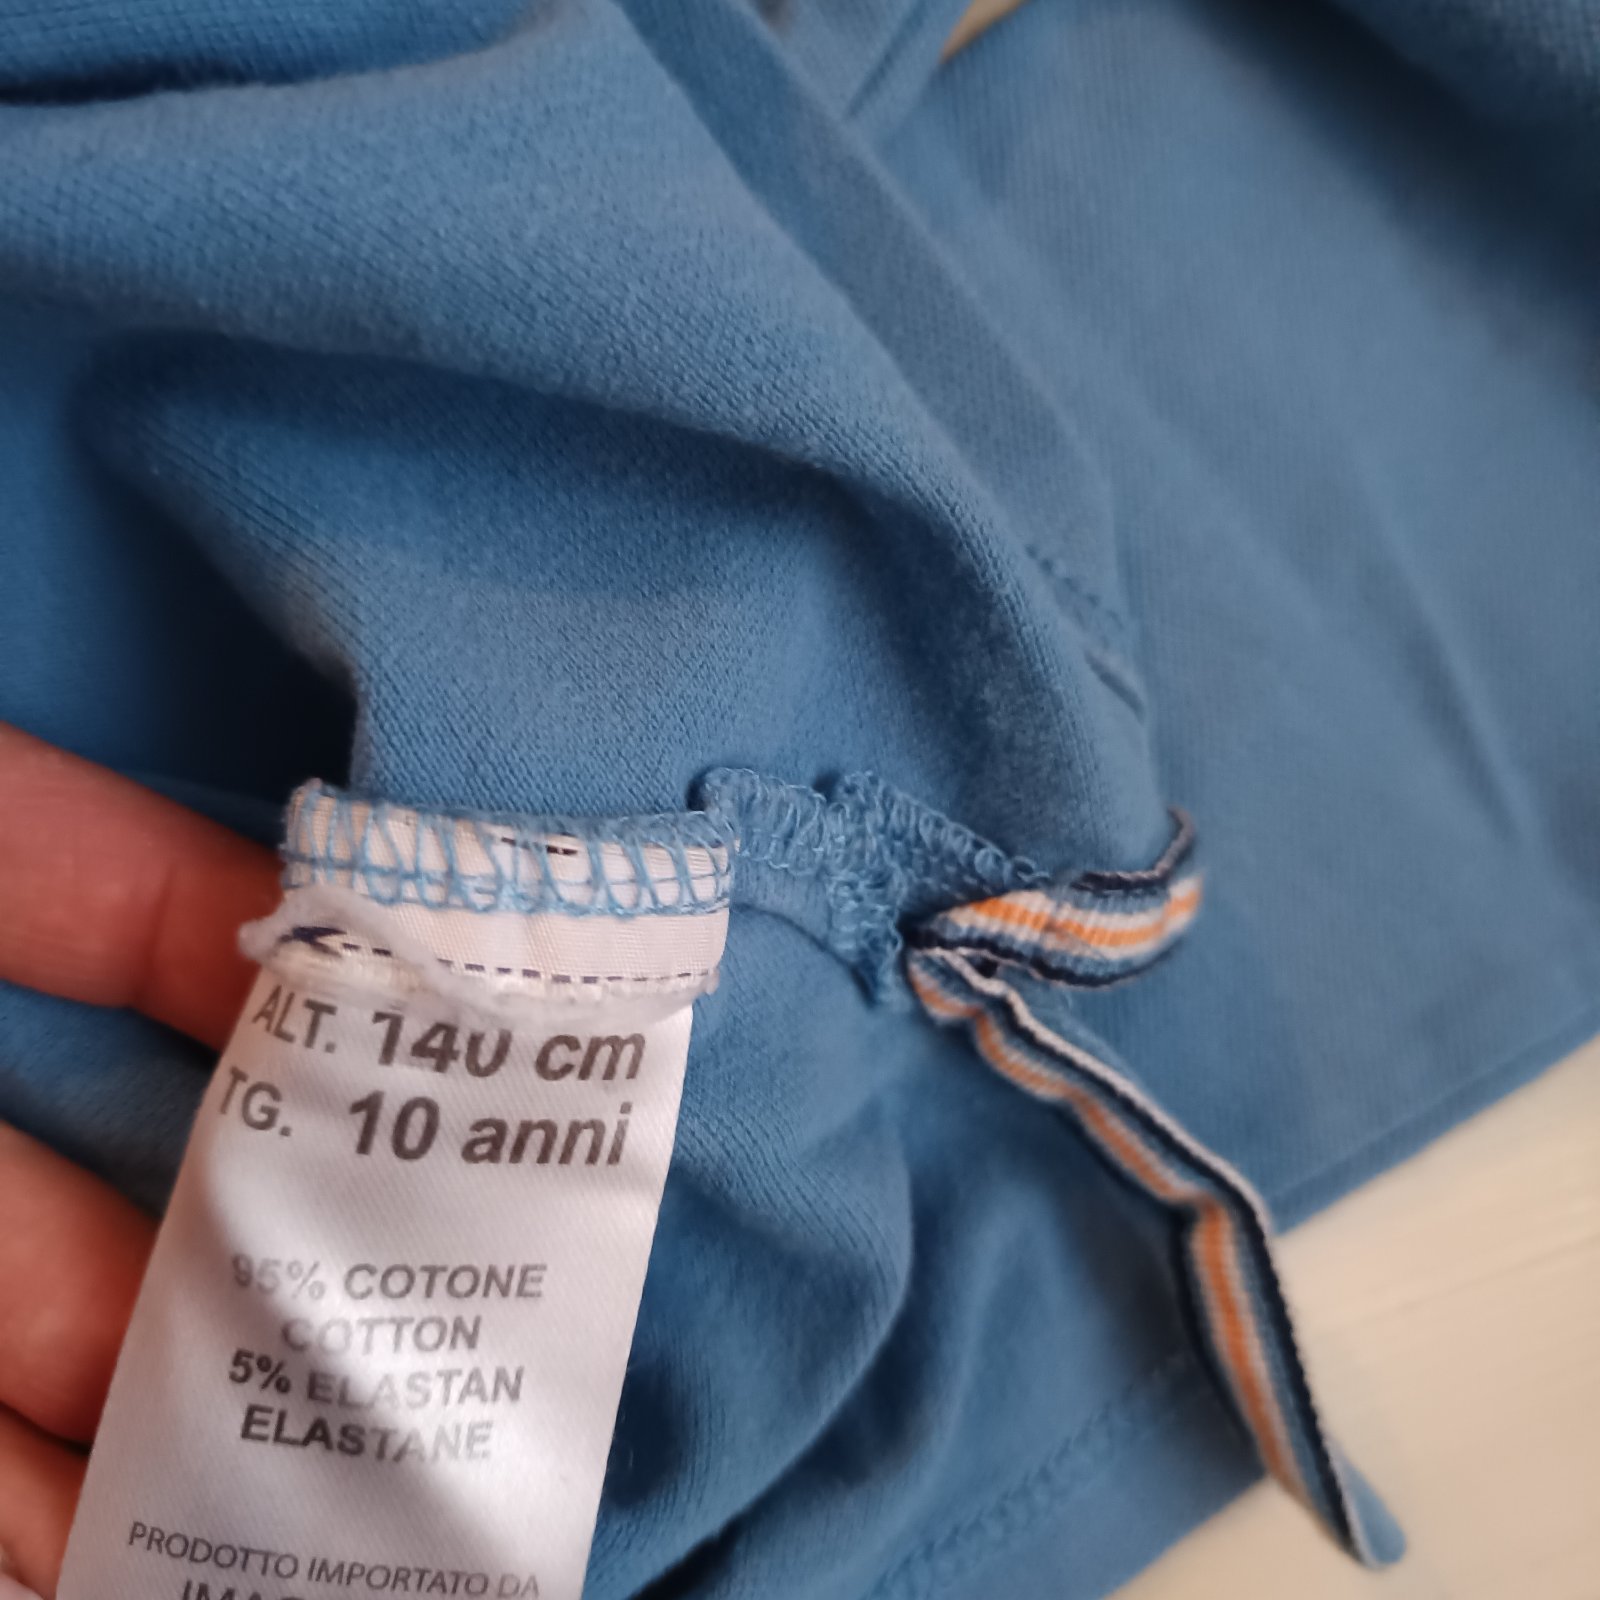 ALT. 140 cm
TG. 10 anni
95% COTONE
COTTON
5% ELASTAN
ELASTANE
PRODOTTO IMPORTATO DA